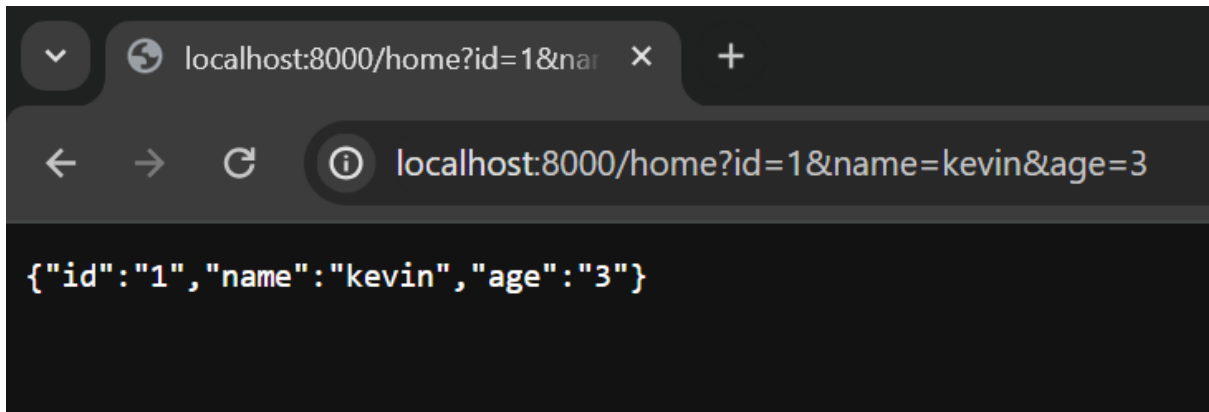 localhost:8000/home?id=1&nar
localhost:8000/home?id=1&name=kevin&age=3
{"id":"1","name":"kevin","age":"3"}